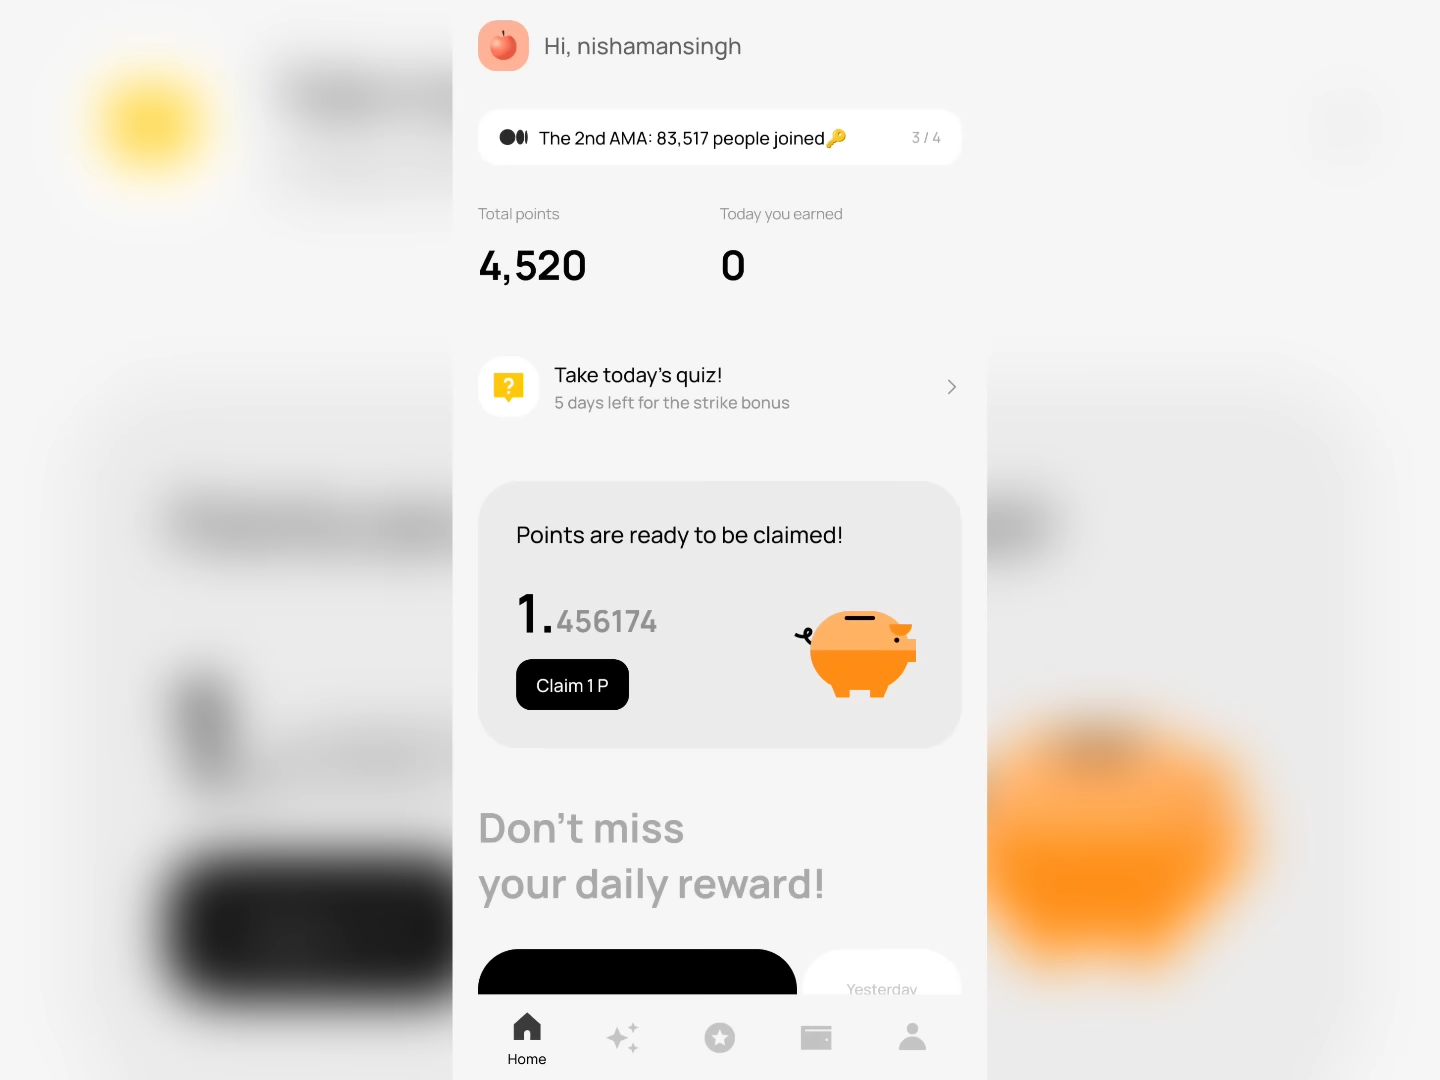 Hi, nishamansingh
The 2nd AMA: 83,517 people joined🔑 3 / 4
Total points
Today you earned
4,520
0
Take today's quiz!
5 days left for the strike bonus
Points are ready to be claimed!
1.456174
Claim 1 P
Don't miss
your daily reward!
Yesterday
Home